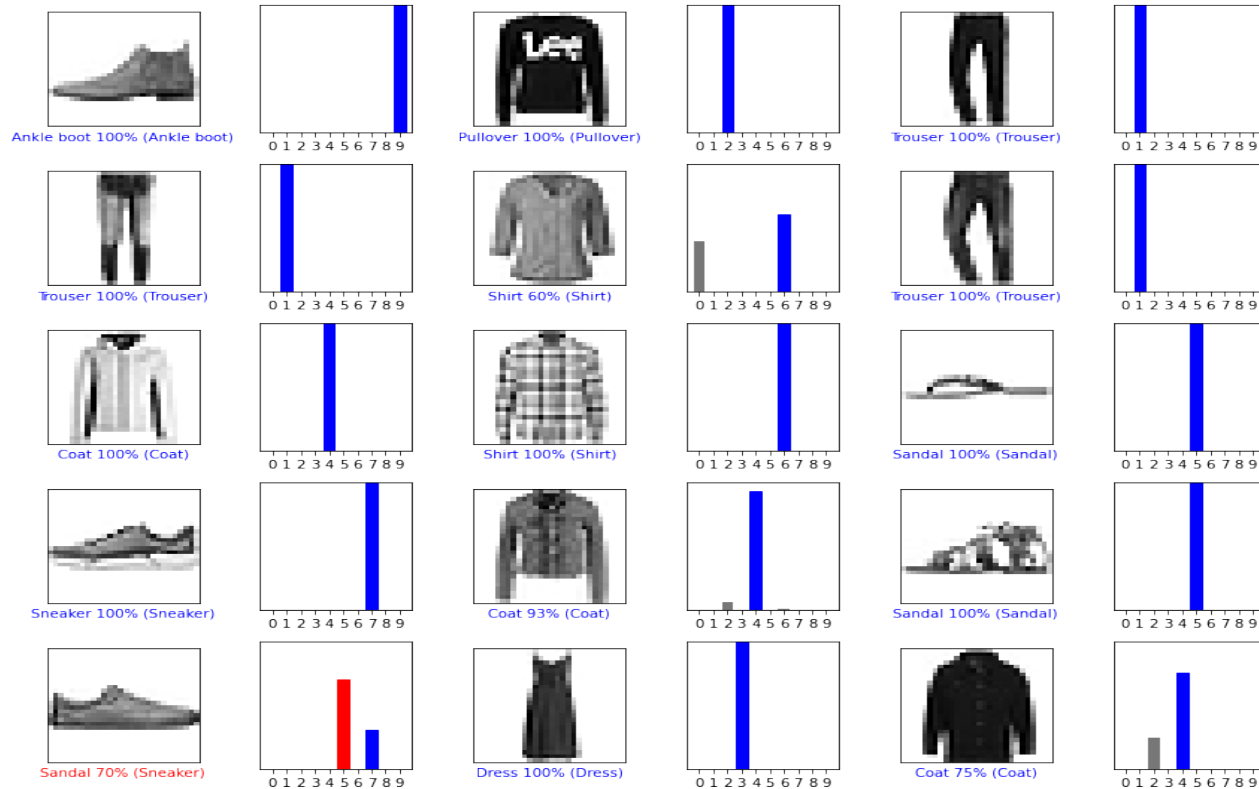 Lee
0 1 2 3 4 5 6 7 8 9
0 1 2 3 4 5 6 7 8 9
0 1 2 3 4 5 6 7 8 9
Ankle boot 100% (Ankle boot)
Pullover 100% (Pullover)
Trouser 100% (Trouser)
0 1 2 3 4 5 6 7 8 9
0 1 2 3 4 5 6 7 8 9
0 1 2 3 4 5 6 7 8 9
Trouser 100% (Trouser)
Shirt 60% (Shirt)
Trouser 100% (Trouser)
0 1 2 3 4 5 6 7 8 9
0 1 2 3 4 5 6 7 8 9
0 1 2 3 4 5 6 7 8 9
Coat 100% (Coat)
Shirt 100% (Shirt)
Sandal 100% (Sandal)
0 1 2 3 4 5 6 7 8 9
0 1 2 3 4 5 6 7 8 9
0 1 2 3 4 5 6 7 8 9
Sneaker 100% (Sneaker)
Coat 93% (Coat)
Sandal 100% (Sandal)
0 1 2 3 4 5 6 7 8 9
0 1 2 3 4 5 6 7 8 9
0 1 2 3 4 5 6 7 8 9
Sandal 70% (Sneaker)
Dress 100% (Dress)
Coat 75% (Coat)